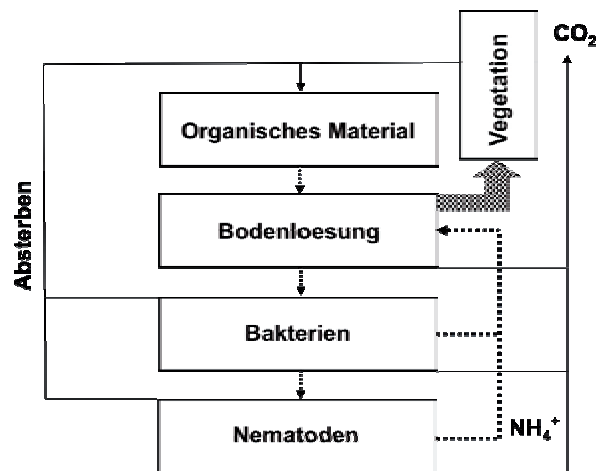 CO₂
Vegetation
Organisches Material
Absterben
Bodenloesung
Bakterien
NH₄⁺
Nematoden